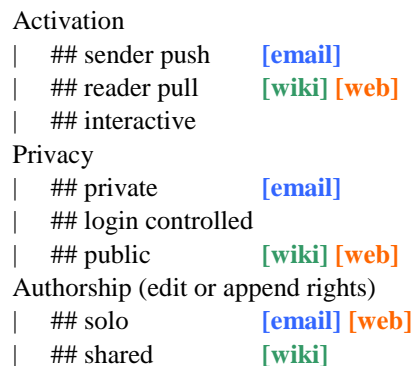 Activation
| ## sender push [email]
| ## reader pull [wiki] [web]
| ## interactive
Privacy
| ## private [email]
| ## login controlled
| ## public [wiki] [web]
Authorship (edit or append rights)
| ## solo [email] [web]
| ## shared [wiki]